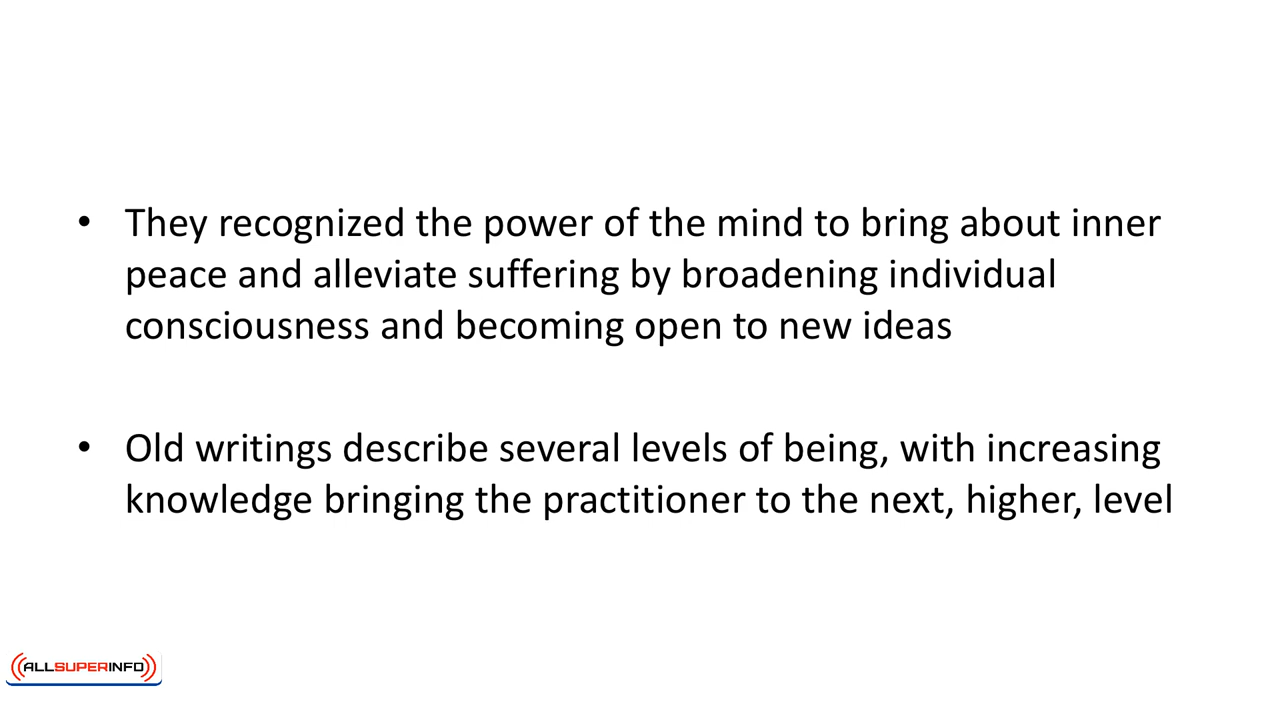 • They recognized the power of the mind to bring about inner
peace and alleviate suffering by broadening individual
consciousness and becoming open to new ideas
• Old writings describe several levels of being, with increasing
knowledge bringing the practitioner to the next, higher, level
ALLSUPERINFO